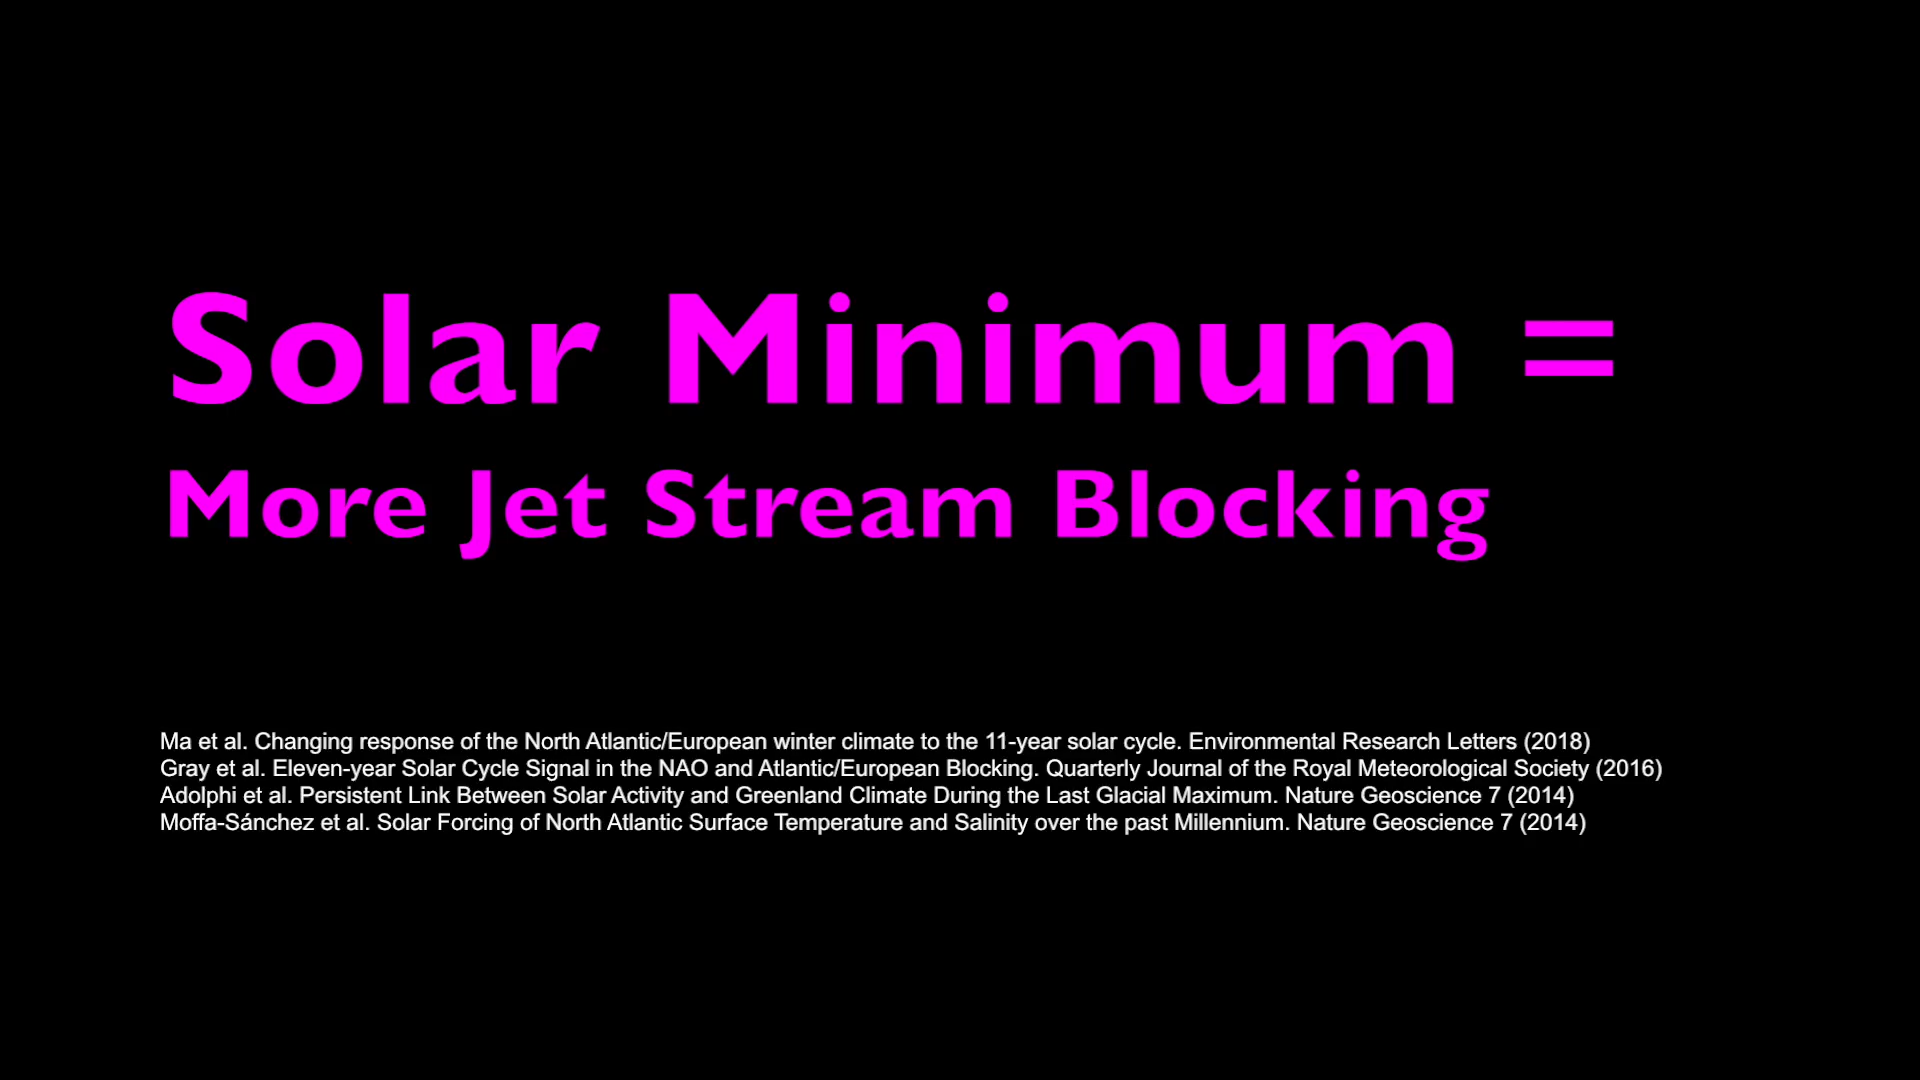 Solar Minimum =
More Jet Stream Blocking
Ma et al. Changing response of the North Atlantic/European winter climate to the 11-year solar cycle. Environmental Research Letters (2018)
Gray et al. Eleven-year Solar Cycle Signal in the NAO and Atlantic/European Blocking. Quarterly Journal of the Royal Meteorological Society (2016)
Adolphi et al. Persistent Link Between Solar Activity and Greenland Climate During the Last Glacial Maximum. Nature Geoscience 7 (2014)
Moffa-Sánchez et al. Solar Forcing of North Atlantic Surface Temperature and Salinity over the past Millennium. Nature Geoscience 7 (2014)